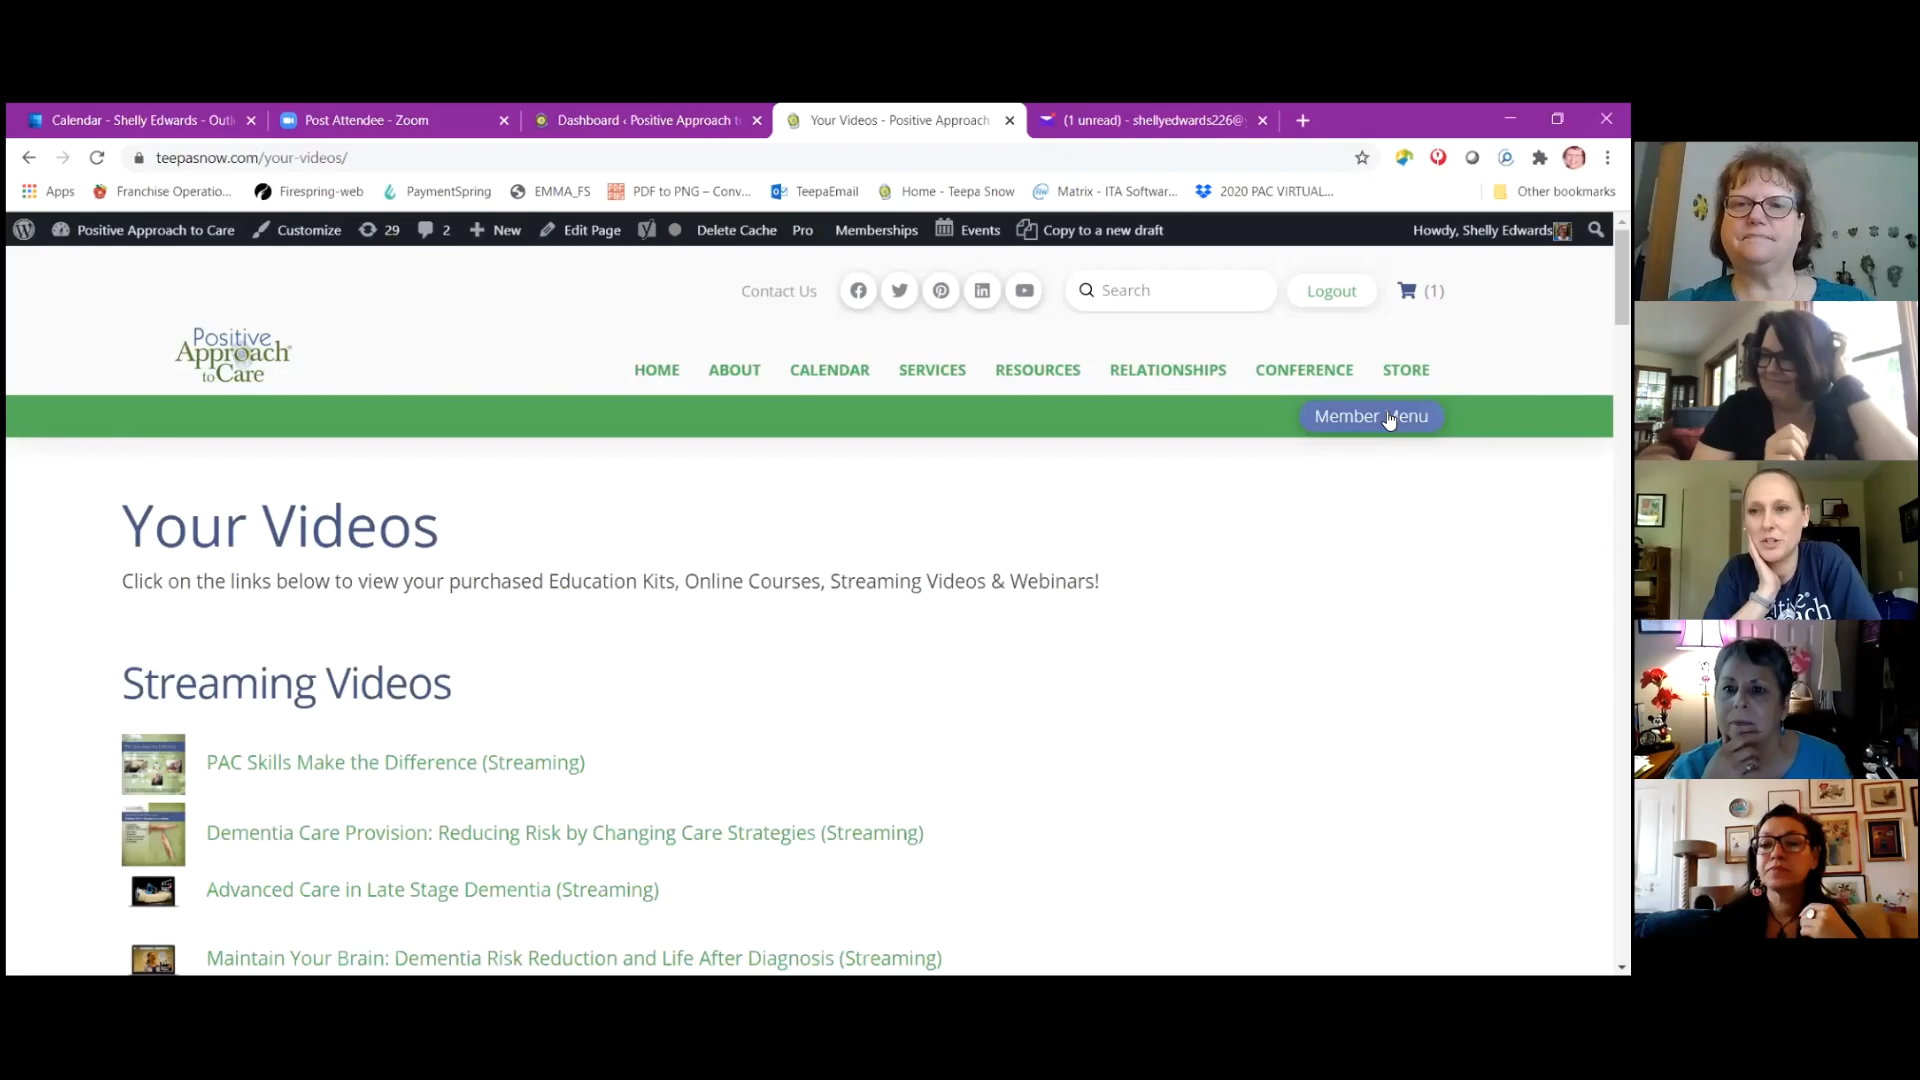 Calendar - Shelly Edwards - Outl
Post Attendee - Zoom
Dashboard ‹ Positive Approach t
Your Videos - Positive Approach
(1 unread) - shellyedwards226@
teepasnow.com/your-videos/
Apps
Franchise Operatio...
Firespring-web
PaymentSpring
EMMA_FS
PDF to PNG – Conv...
TeepaEmail
Home - Teepa Snow
Matrix - ITA Softwar...
2020 PAC VIRTUAL...
Other bookmarks
Positive Approach to Care
Customize
29
2
New
Edit Page
Delete Cache
Pro
Memberships
Events
Copy to a new draft
Howdy, Shelly Edwards
Contact Us
Search
Logout
(1)
Positive
Approach
to Care
HOME
ABOUT
CALENDAR
SERVICES
RESOURCES
RELATIONSHIPS
CONFERENCE
STORE
Member Menu
Your Videos
Click on the links below to view your purchased Education Kits, Online Courses, Streaming Videos & Webinars!
Streaming Videos
PAC Skills Make the Difference (Streaming)
Dementia Care Provision: Reducing Risk by Changing Care Strategies (Streaming)
Advanced Care in Late Stage Dementia (Streaming)
Maintain Your Brain: Dementia Risk Reduction and Life After Diagnosis (Streaming)